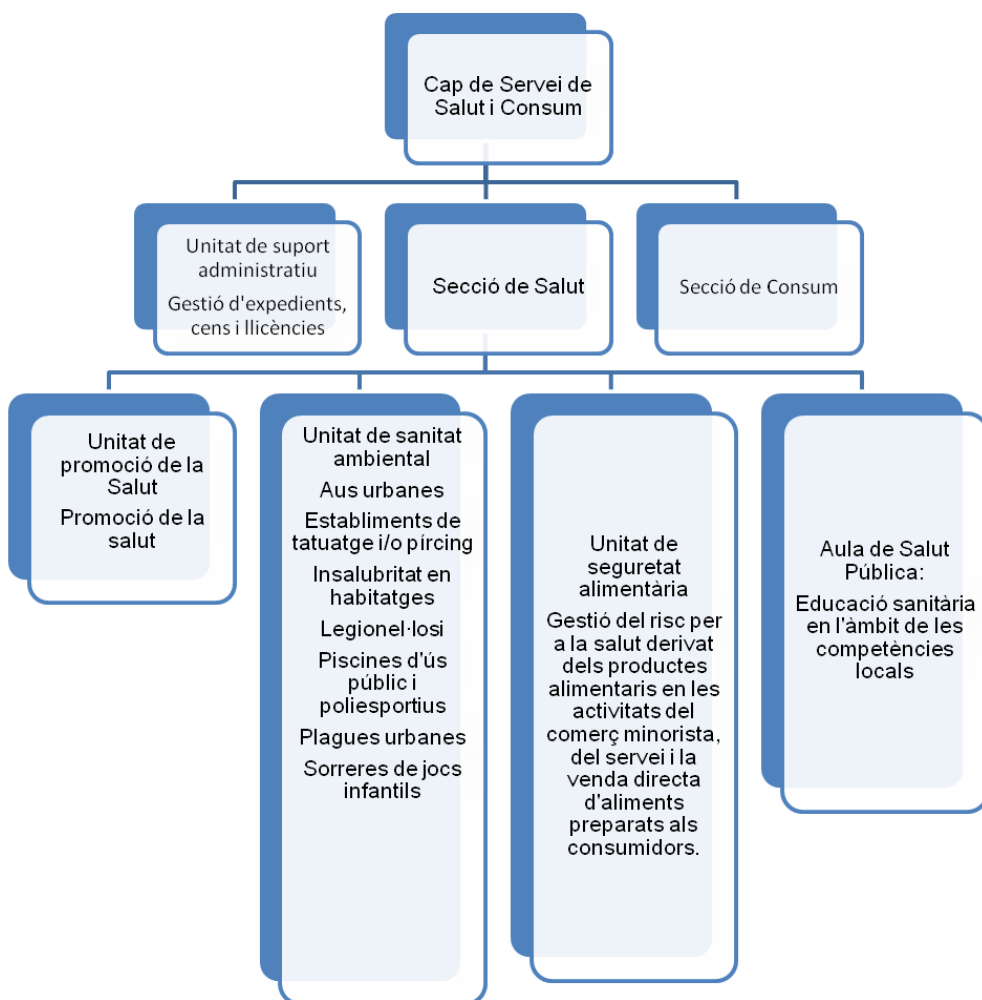 Cap de Servei de
Salut i Consum
Unitat de suport
administratiu
Gestió d'expedients,
cens i llicències
Secció de Salut
Secció de Consum
Unitat de
promoció de la
Salut
Promoció de la
salut
Unitat de sanitat
ambiental
Aus urbanes
Establiments de
tatuatge i/o pírcing
Insalubritat en
habitatges
Legionel·losi
Piscines d'ús
públic i
poliesportius
Plagues urbanes
Sorreres de jocs
infantils
Unitat de
seguretat
alimentària
Gestió del risc per
a la salut derivat
dels productes
alimentaris en les
activitats del
comerç minorista,
del servei i la
venda directa
d'aliments
preparats als
consumidors.
Aula de Salut
Pública:
Educació sanitària
en l'àmbit de les
competències
locals